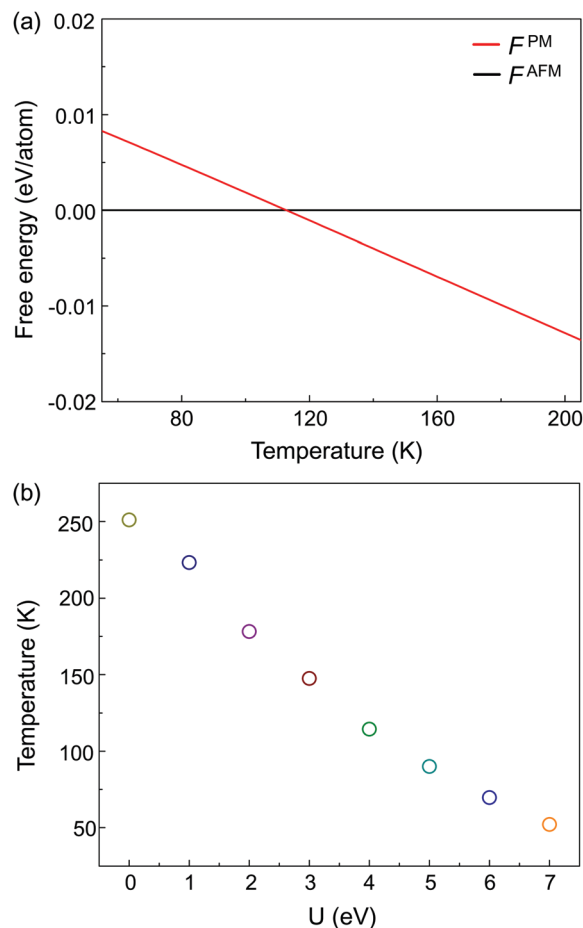 (a)
0.02
0.01
0.00
-0.01
-0.02
Free energy (eV/atom)
F^PM
F^AFM
80 120 160 200
Temperature (K)
(b)
250
200
150
100
50
Temperature (K)
0 1 2 3 4 5 6 7
U (eV)